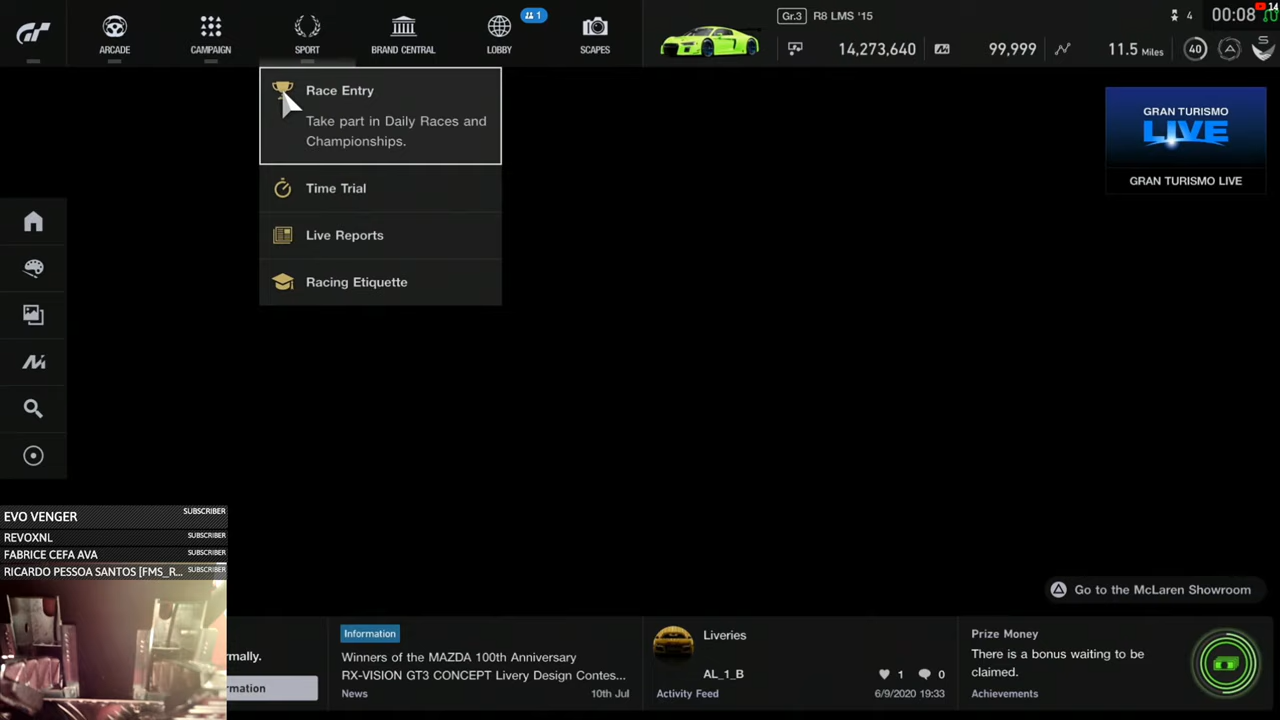 ARCADE
CAMPAIGN
SPORT
BRAND CENTRAL
LOBBY
1
SCAPES
Gr.3 R8 LMS '15
4
00:08
14
14,273,640
99,999
11.5 Miles
40
S
Race Entry
Take part in Daily Races and
Championships.
Time Trial
Live Reports
Racing Etiquette
GRAN TURISMO
LIVE
GRAN TURISMO LIVE
EVO VENGER SUBSCRIBER
REVOXNL SUBSCRIBER
FABRICE CEFA AVA SUBSCRIBER
RICARDO PESSOA SANTOS [FMS_R... SUBSCRIBER
Go to the McLaren Showroom
rmally.
rmation
Information
Winners of the MAZDA 100th Anniversary
RX-VISION GT3 CONCEPT Livery Design Contes...
News 10th Jul
Liveries
AL_1_B
1 0
Activity Feed 6/9/2020 19:33
Prize Money
There is a bonus waiting to be
claimed.
Achievements